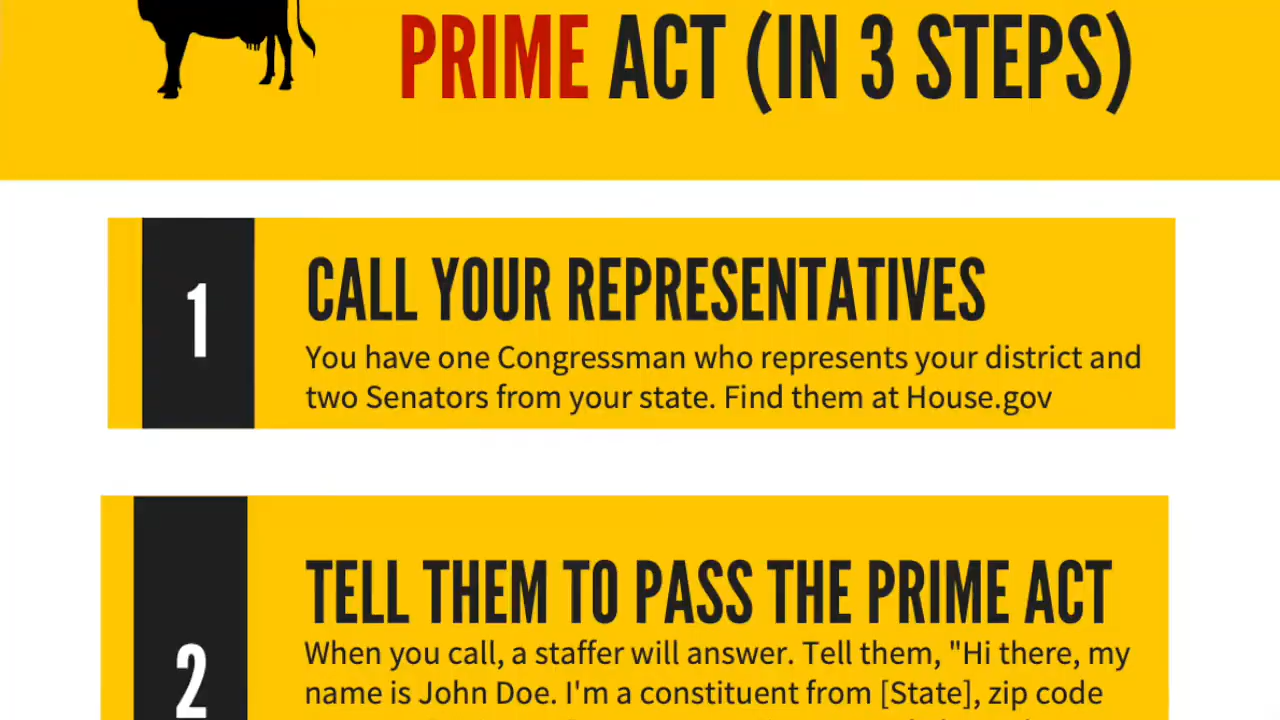 PRIME ACT (IN 3 STEPS)
1
CALL YOUR REPRESENTATIVES
You have one Congressman who represents your district and
two Senators from your state. Find them at House.gov
2
TELL THEM TO PASS THE PRIME ACT
When you call, a staffer will answer. Tell them, "Hi there, my
name is John Doe. I'm a constituent from [State], zip code